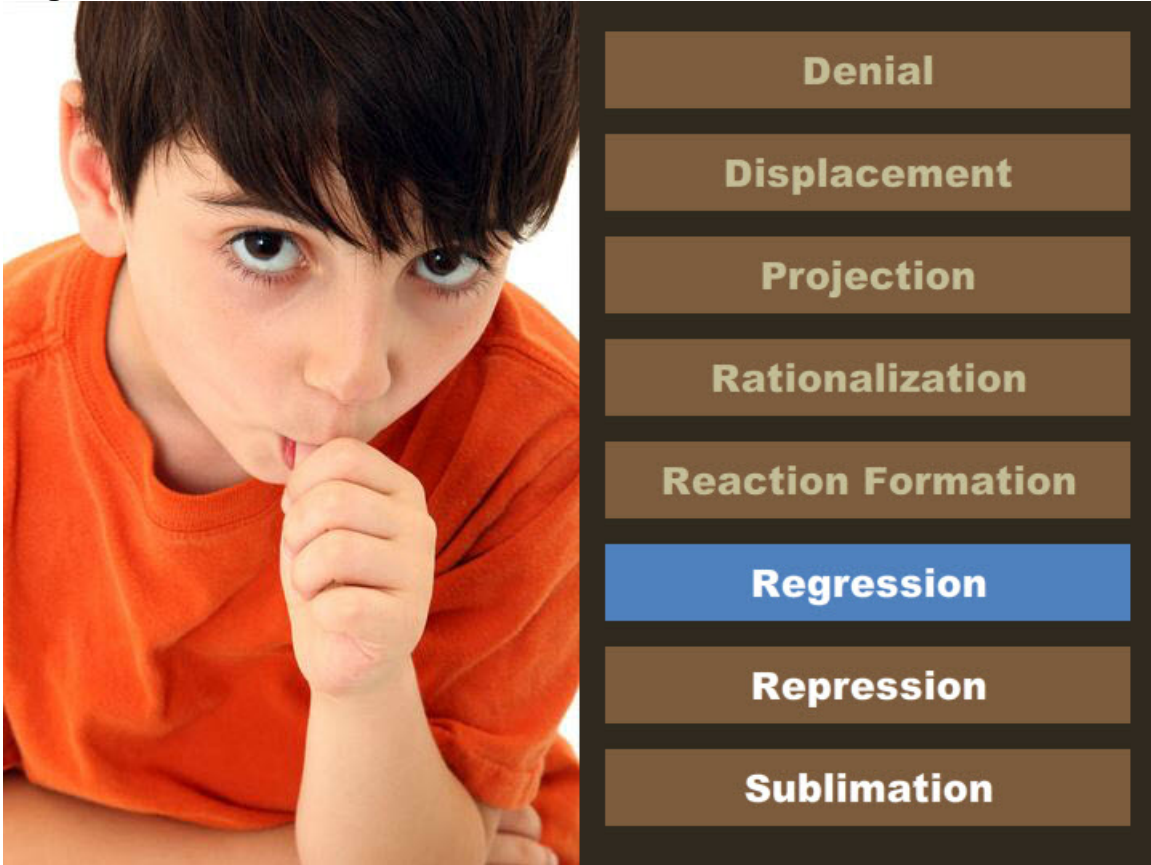 Denial
Displacement
Projection
Rationalization
Reaction Formation
Regression
Repression
Sublimation